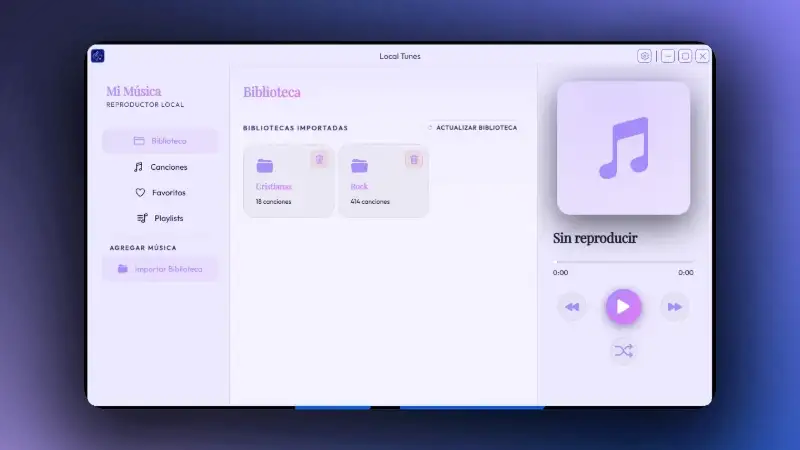 Local Tunes
Mi Música
REPRODUCTOR LOCAL
Biblioteca
Canciones
Favoritos
Playlists
AGREGAR MÚSICA
Importar Biblioteca
Biblioteca
BIBLIOTECAS IMPORTADAS
ACTUALIZAR BIBLIOTECA
Cristianas
18 canciones
Rock
414 canciones
Sin reproducir
0:00
0:00